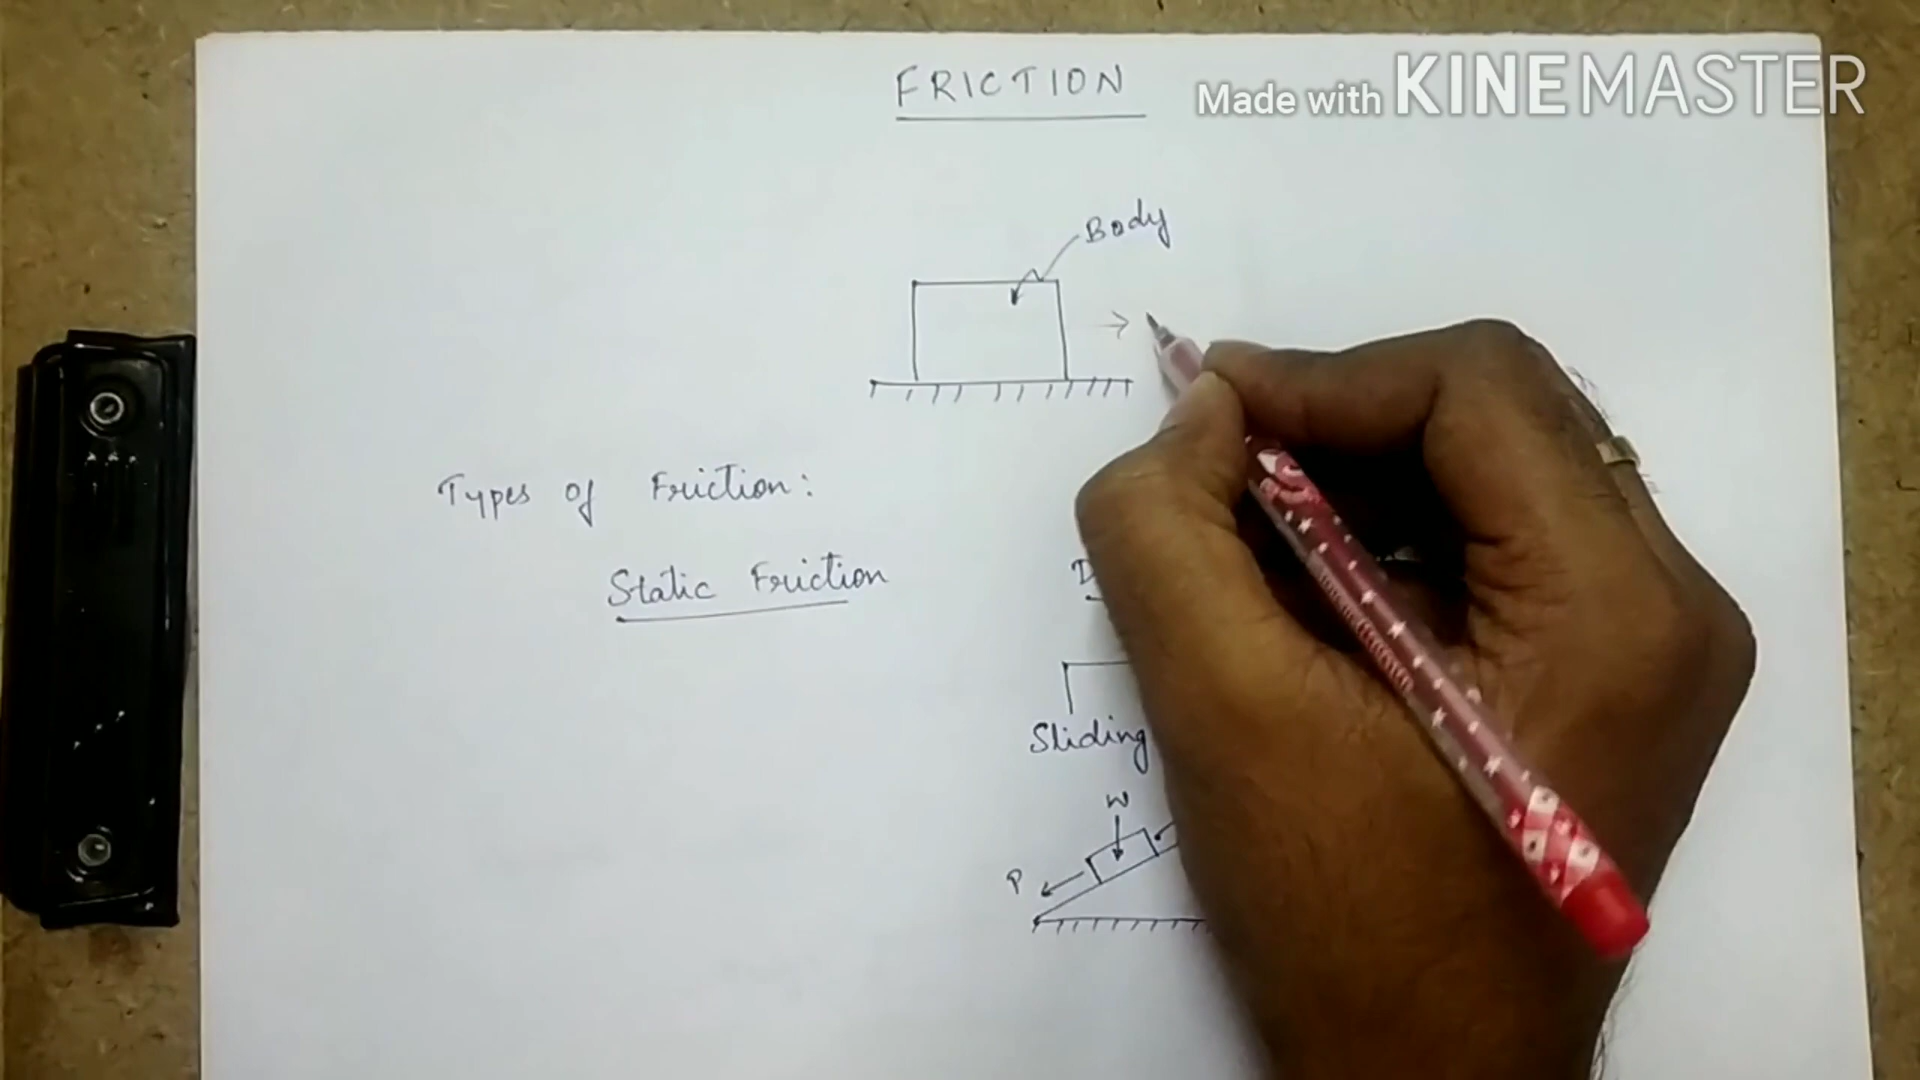 FRICTION
Made with KINEMASTER
Body
Types of Friction:
Static Friction
D
Sliding
W
P